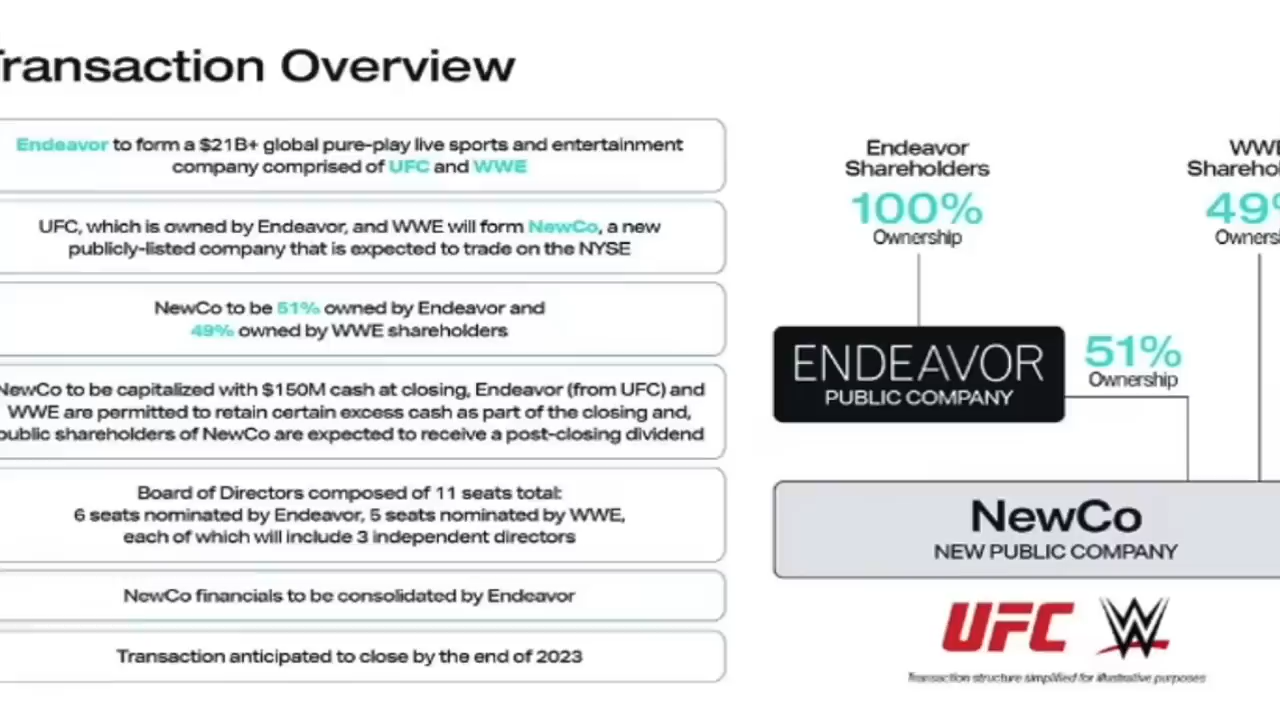 Transaction Overview
Endeavor to form a $21B+ global pure-play live sports and entertainment
company comprised of UFC and WWE
UFC, which is owned by Endeavor, and WWE will form NewCo, a new
publicly-listed company that is expected to trade on the NYSE
NewCo to be 51% owned by Endeavor and
49% owned by WWE shareholders
NewCo to be capitalized with $150M cash at closing, Endeavor (from UFC) and
WWE are permitted to retain certain excess cash as part of the closing and,
public shareholders of NewCo are expected to receive a post-closing dividend
Board of Directors composed of 11 seats total:
6 seats nominated by Endeavor, 5 seats nominated by WWE,
each of which will include 3 independent directors
NewCo financials to be consolidated by Endeavor
Transaction anticipated to close by the end of 2023
Endeavor
Shareholders
100%
Ownership
WWE
Sharehol
49%
Owners
ENDEAVOR
PUBLIC COMPANY
51%
Ownership
NewCo
NEW PUBLIC COMPANY
UFC W
Transaction structure simplified for illustrative purposes